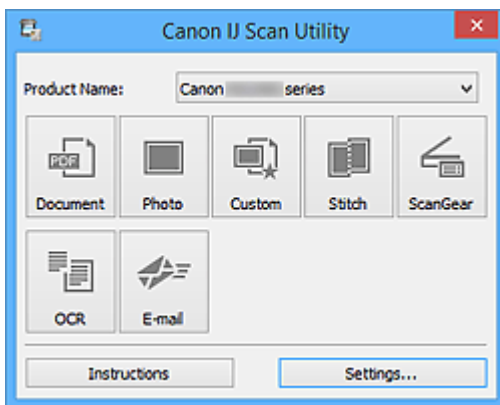 Canon IJ Scan Utility
Product Name: Canon series
PDF
Document Photo Custom Stitch ScanGear
OCR E-mail
Instructions Settings...